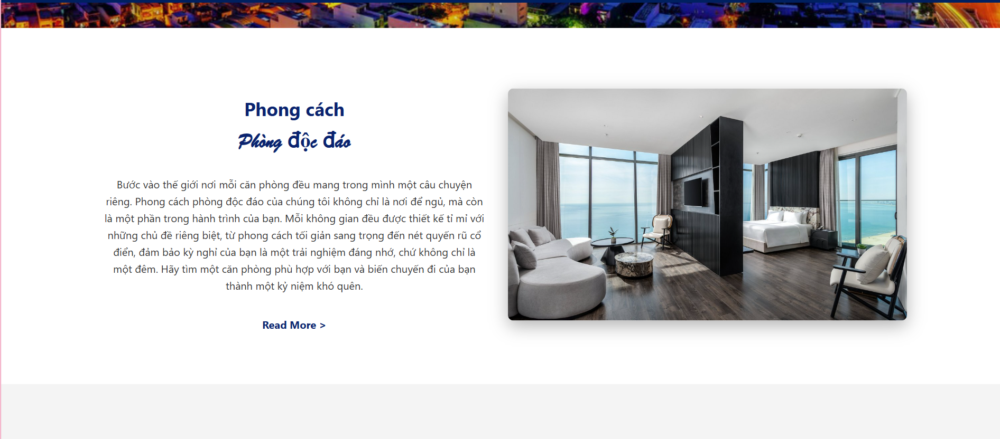 Phong cách
Phòng độc đáo
Bước vào thế giới nơi mỗi căn phòng đều mang trong mình một câu chuyện
riêng. Phong cách phòng độc đáo của chúng tôi không chỉ là nơi để ngủ, mà còn
là một phần trong hành trình của bạn. Mỗi không gian đều được thiết kế tỉ mỉ với
những chủ đề riêng biệt, từ phong cách tối giản sang trọng đến nét quyến rũ cổ
điển, đảm bảo kỳ nghỉ của bạn là một trải nghiệm đáng nhớ, chứ không chỉ là
một đêm. Hãy tìm một căn phòng phù hợp với bạn và biến chuyến đi của bạn
thành một kỷ niệm khó quên.
Read More >